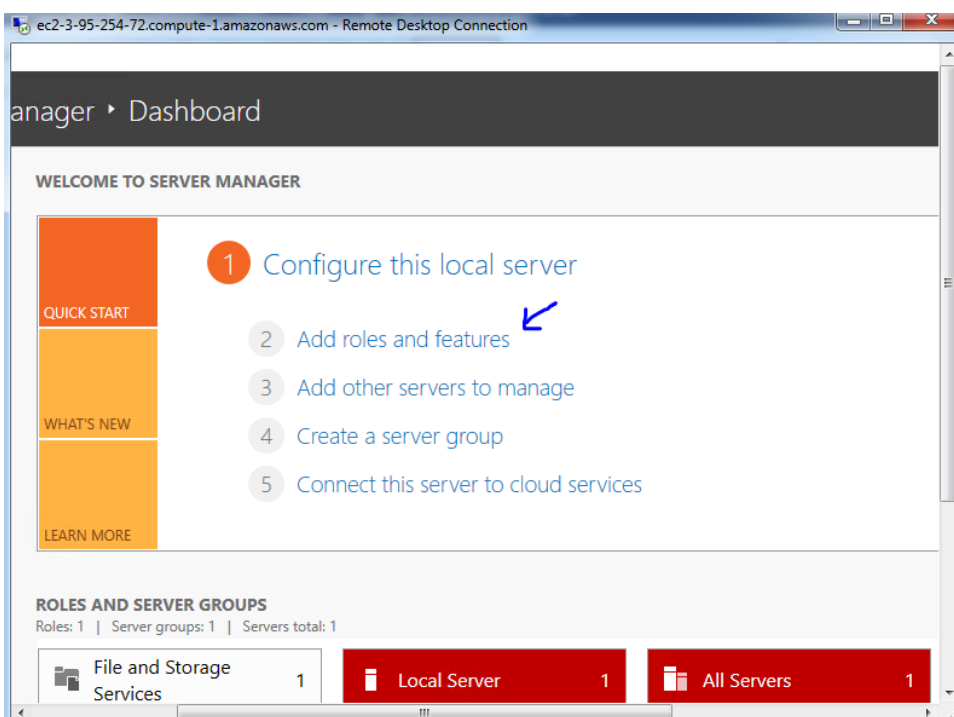 ec2-3-95-254-72.compute-1.amazonaws.com - Remote Desktop Connection
anager ‣ Dashboard
WELCOME TO SERVER MANAGER
1 Configure this local server
QUICK START
2 Add roles and features
3 Add other servers to manage
WHAT'S NEW
4 Create a server group
5 Connect this server to cloud services
LEARN MORE
ROLES AND SERVER GROUPS
Roles: 1 | Server groups: 1 | Servers total: 1
File and Storage Services 1
Local Server 1
All Servers 1